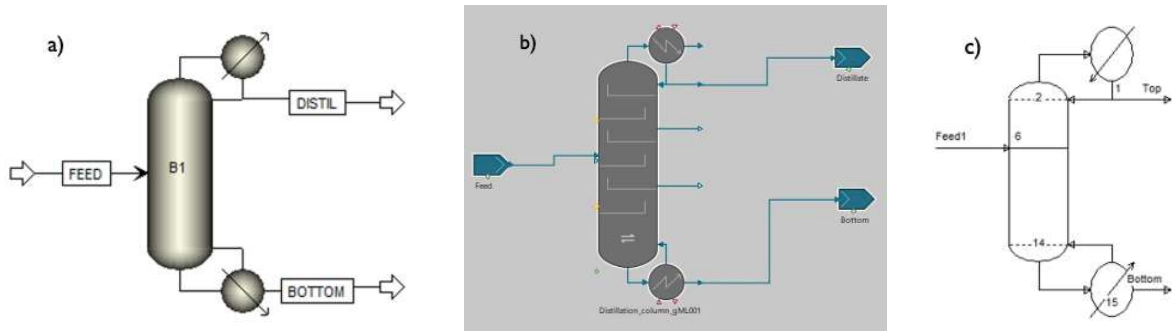 a)
DISTIL
B1
FEED
BOTTOM
b)
Distillate
Feed
Bottom
Distillation_column_gML001
c)
1
Top
2
Feed1
6
14
Bottom
15